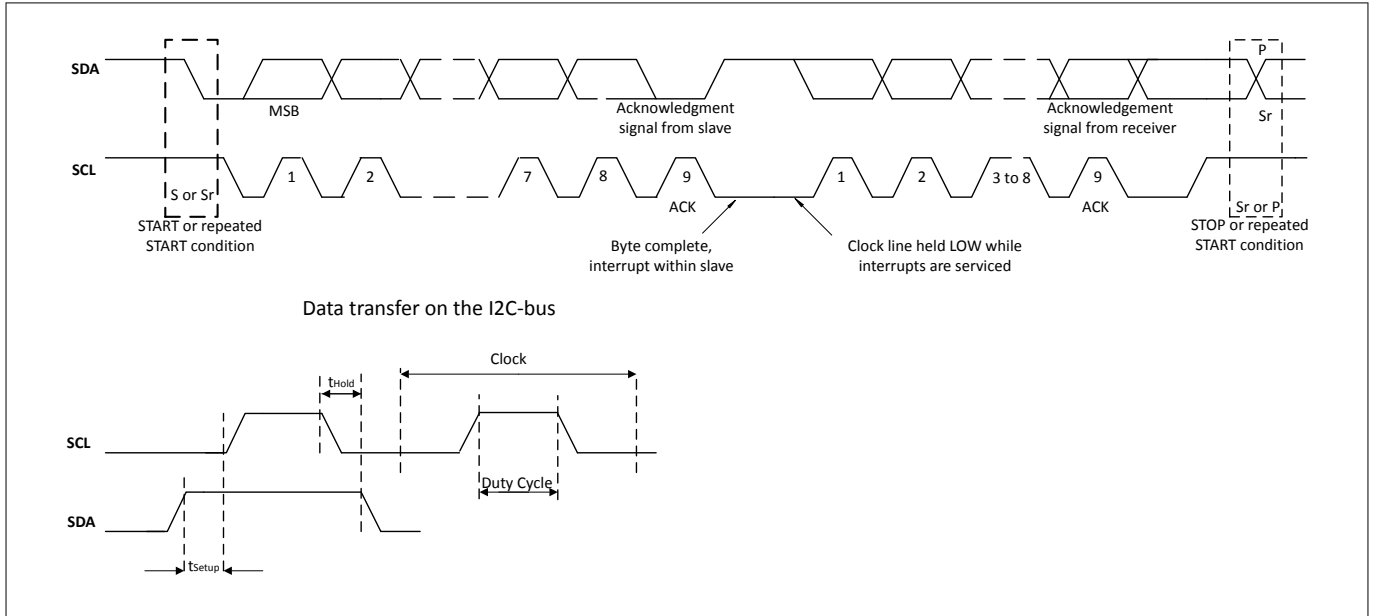 P
SDA
MSB
Acknowledgment
signal from slave
Acknowledgement
signal from receiver
Sr
SCL
S or Sr
1
2
7
8
9
1
2
3 to 8
9
Sr or P
ACK
ACK
START or repeated
START condition
STOP or repeated
START condition
Byte complete,
interrupt within slave
Clock line held LOW while
interrupts are serviced
Data transfer on the I2C-bus
Clock
tHold
SCL
Duty Cycle
SDA
tSetup